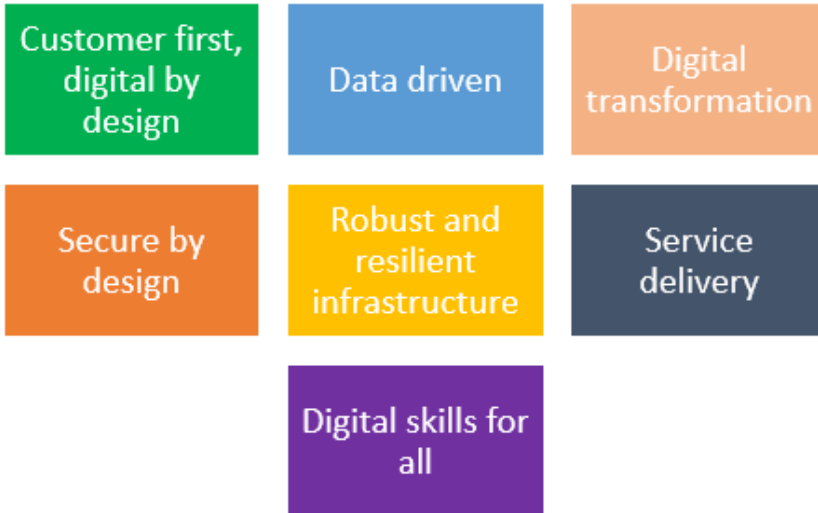 Customer first,
digital by
design
Data driven
Digital
transformation
Secure by
design
Robust and
resilient
infrastructure
Service
delivery
Digital skills for
all